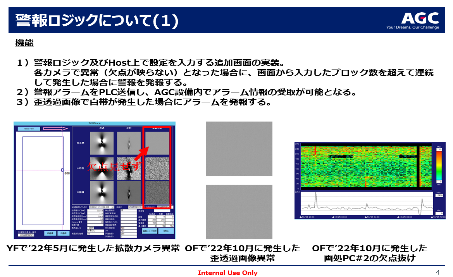 警報ロジックについて(1)
AGC
Your Dreams, Our Challenge
機能
1）警報ロジック及びHost上で設定を入力する追加画面の実装。
各カメラで異常（欠点が映らない）となった場合に、画面から入力したブロック数を超えて連続
して発生した場合に警報を発報する。
2）警報アラームをPLC送信し、AGC設備内でアラーム情報の受取が可能となる。
3）歪透過画像で白帯が発生した場合にアラームを発報する。
YFで'22年5月に発生した拡散カメラ異常
OFで'22年10月に発生した
歪透過画像異常
OFで'22年10月に発生した
画処PC#2の欠点抜け
Internal Use Only
4